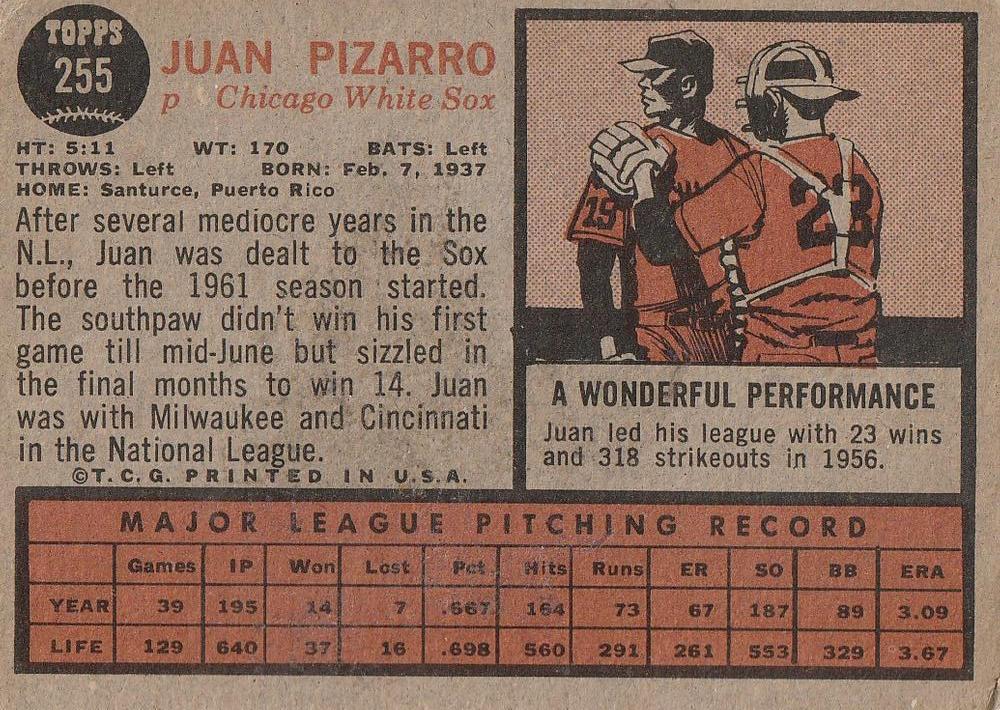 TOPPS
255
JUAN PIZARRO
p Chicago White Sox
HT: 5:11 WT: 170 BATS: Left
THROWS: Left BORN: Feb. 7, 1937
HOME: Santurce, Puerto Rico
After several mediocre years in the
N.L., Juan was dealt to the Sox
before the 1961 season started.
The southpaw didn't win his first
game till mid-June but sizzled in
the final months to win 14. Juan
was with Milwaukee and Cincinnati
in the National League.
©T.C.G. PRINTED IN U.S.A.
19
23
A WONDERFUL PERFORMANCE
Juan led his league with 23 wins
and 318 strikeouts in 1956.
MAJOR LEAGUE PITCHING RECORD
Games IP Won Lost Pct Hits Runs ER SO BB ERA
YEAR 39 195 14 7 .667 164 73 67 187 89 3.09
LIFE 129 640 37 16 .698 560 291 261 553 329 3.67